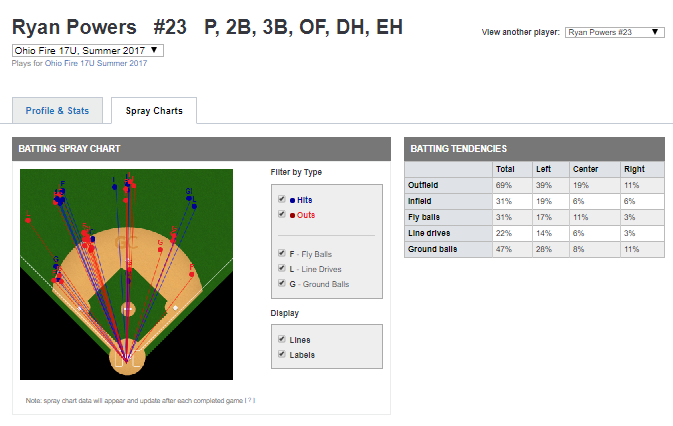 Ryan Powers #23 P, 2B, 3B, OF, DH, EH
View another player: Ryan Powers #23
Ohio Fire 17U, Summer 2017
Plays for Ohio Fire 17U Summer 2017
Profile & Stats
Spray Charts
BATTING SPRAY CHART
Filter by Type
Hits
Outs
F - Fly Balls
L - Line Drives
G - Ground Balls
Display
Lines
Labels
Note: spray chart data will appear and update after each completed game [ ? ]
BATTING TENDENCIES
Total Left Center Right
Outfield 69% 39% 19% 11%
Infield 31% 19% 6% 6%
Fly balls 31% 17% 11% 3%
Line drives 22% 14% 6% 3%
Ground balls 47% 28% 8% 11%